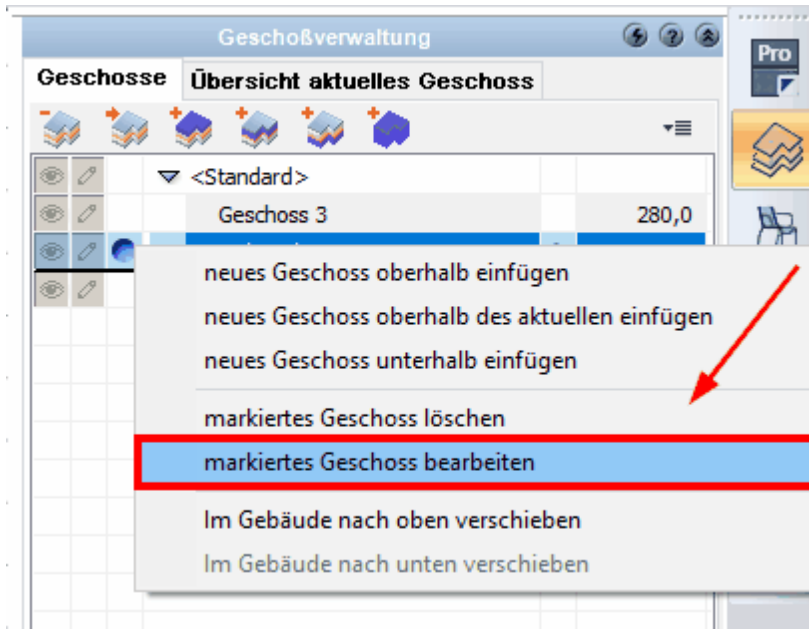 Geschoßverwaltung
Pro
Geschosse Übersicht aktuelles Geschoss
<Standard>
Geschoss 3 280,0
neues Geschoss oberhalb einfügen
neues Geschoss oberhalb des aktuellen einfügen
neues Geschoss unterhalb einfügen
markiertes Geschoss löschen
markiertes Geschoss bearbeiten
Im Gebäude nach oben verschieben
Im Gebäude nach unten verschieben